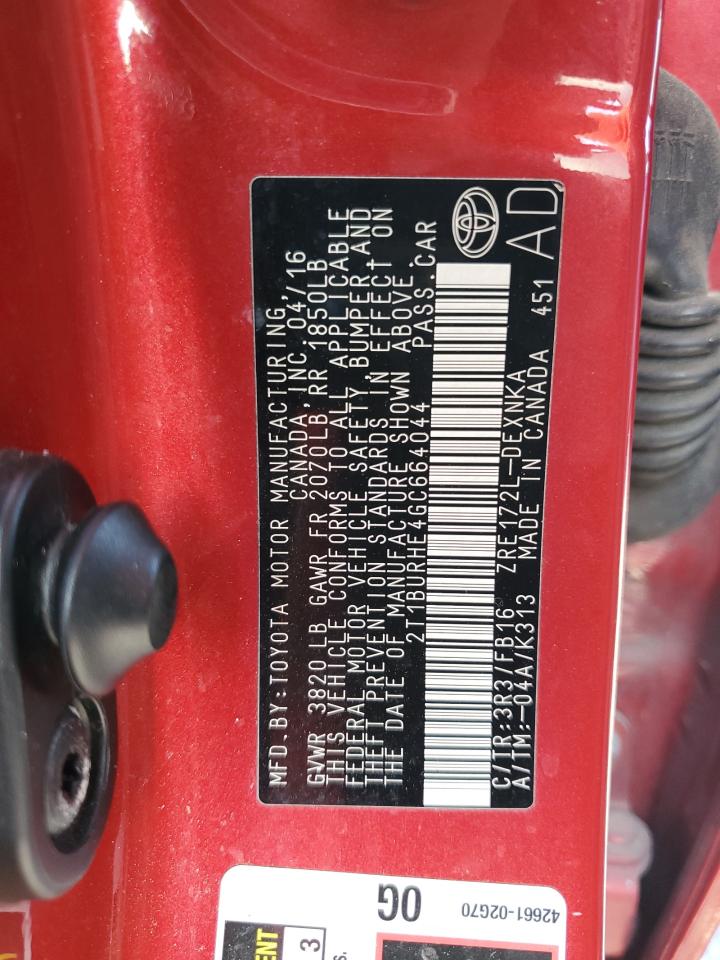 MFD.BY:TOYOTA MOTOR MANUFACTURING,
CANADA, INC. 04/16
GVWR 3820 LB GAWR FR 2070LB, RR 1850LB
THIS VEHICLE CONFORMS TO ALL APPLICABLE
FEDERAL MOTOR VEHICLE SAFETY, BUMPER,AND
THEFT PREVENTION STANDARDS IN EFFECT ON
THE DATE OF MANUFACTURE SHOWN ABOVE.
2T1BURHE4GC664044 PASS.CAR
C/TR:3R3/FB16 ZRE172L-DEXNKA
A/TM:-04A/K313 MADE IN CANADA 451
AD
0G
42661-02G70
ENT
3
S.